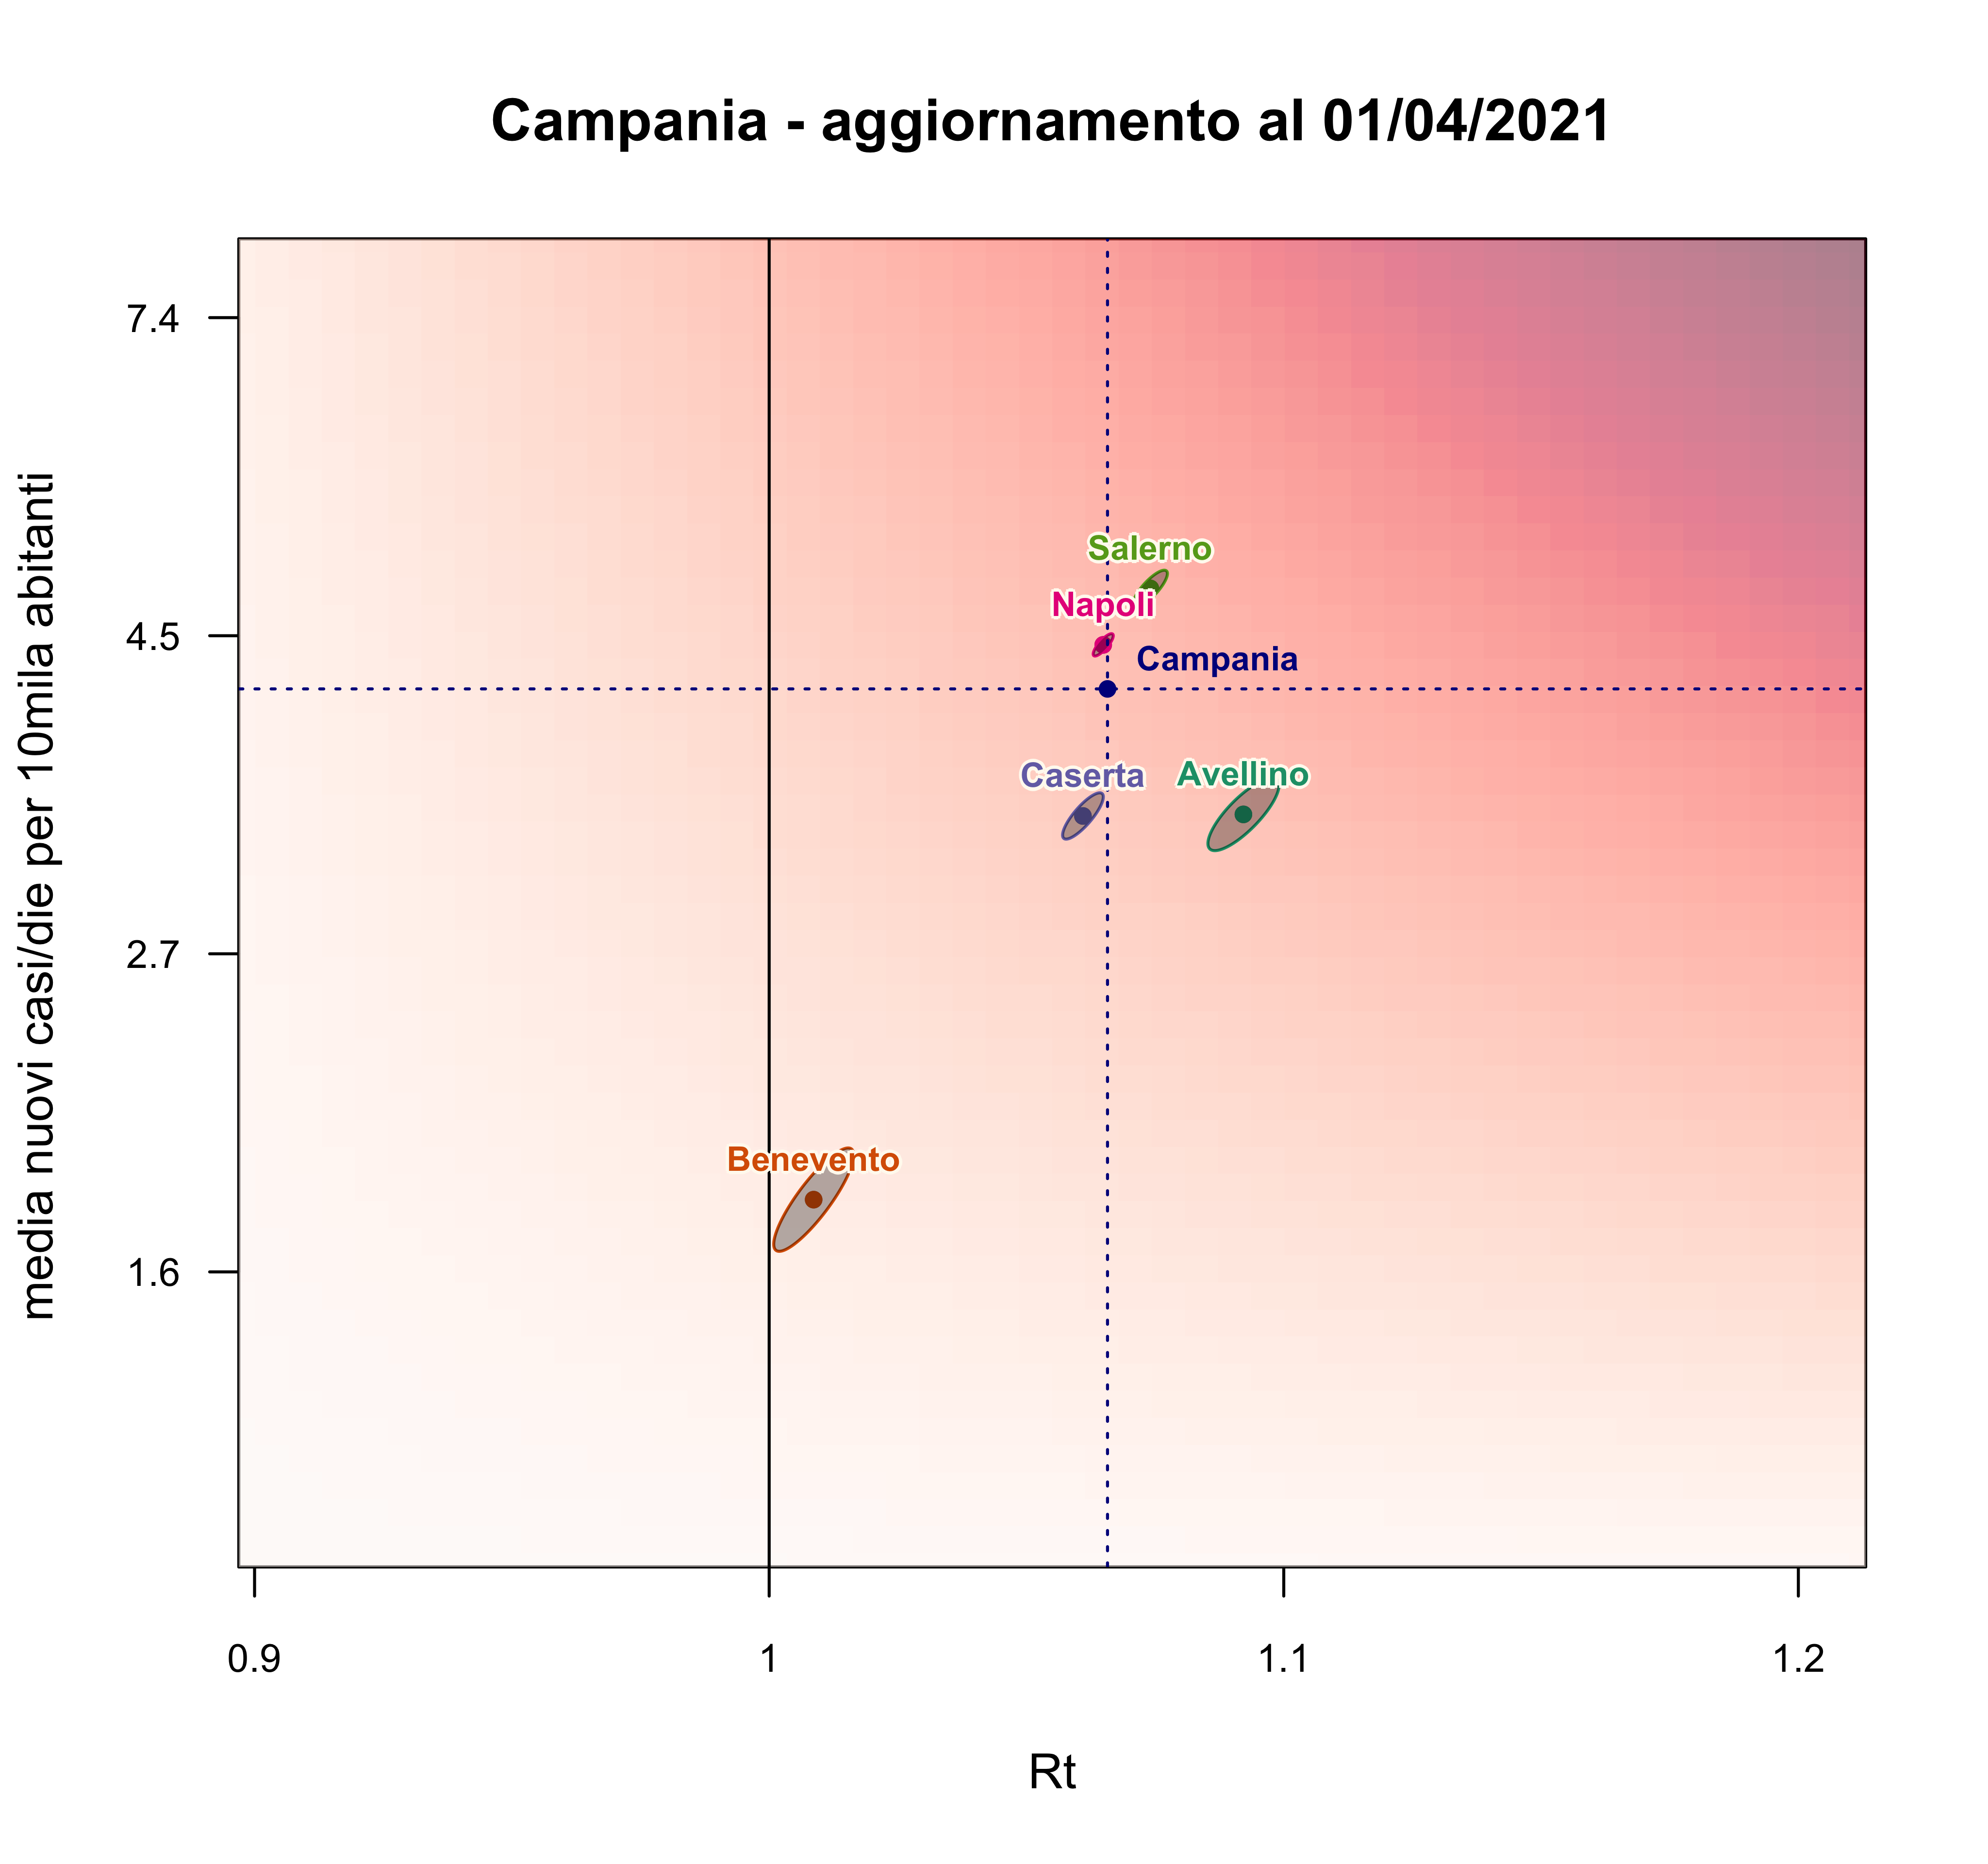 Campania - aggiornamento al 01/04/2021
media nuovi casi/die per 10mila abitanti
7.4
4.5
2.7
1.6
Salerno
Napoli
Campania
Caserta
Avellino
Benevento
0.9
1
1.1
1.2
Rt